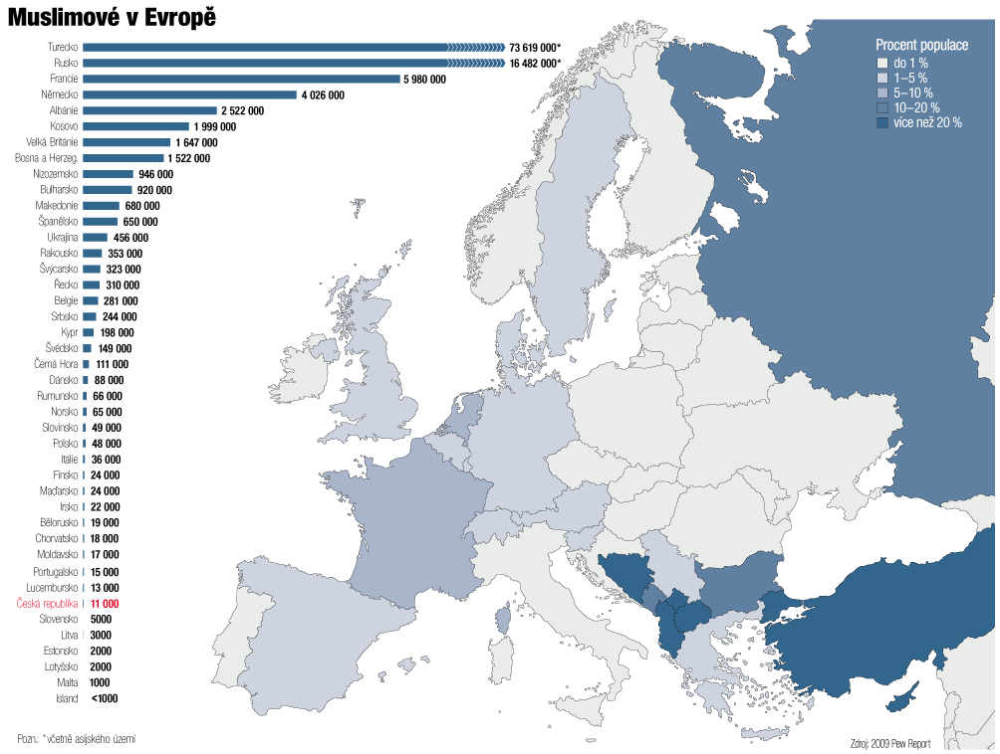 Muslimové v Evropě
Turecko 73 619 000*
Rusko 16 482 000*
Francie 5 980 000
Německo 4 026 000
Albánie 2 522 000
Kosovo 1 999 000
Velká Británie 1 647 000
Bosna a Herzeg. 1 522 000
Nizozemsko 946 000
Bulharsko 920 000
Makedonie 680 000
Španělsko 650 000
Ukrajina 456 000
Rakousko 353 000
Švýcarsko 323 000
Řecko 310 000
Belgie 281 000
Srbsko 244 000
Kypr 198 000
Švédsko 149 000
Černá Hora 111 000
Dánsko 88 000
Rumunsko 66 000
Norsko 65 000
Slovinsko 49 000
Polsko 48 000
Itálie 36 000
Finsko 24 000
Maďarsko 24 000
Irsko 22 000
Bělorusko 19 000
Chorvatsko 18 000
Moldavsko 17 000
Portugalsko 15 000
Lucembursko 13 000
Česká republika 11 000
Slovensko 5000
Litva 3000
Estonsko 2000
Lotyšsko 2000
Malta 1000
Island <1000
Pozn.: *včetně asijského území
Procent populace
do 1 %
1–5 %
5–10 %
10–20 %
více než 20 %
Zdroj: 2009 Pew Report